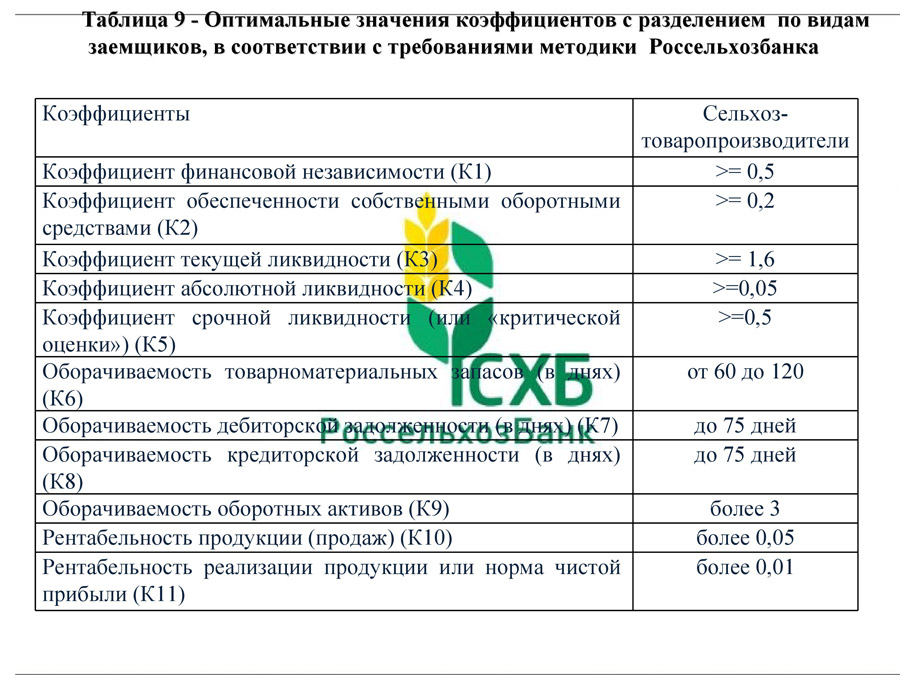 Таблица 9 - Оптимальные значения коэффициентов с разделением по видам
заемщиков, в соответствии с требованиями методики Россельхозбанка
Коэффициенты
Сельхоз-
товаропроизводители
Коэффициент финансовой независимости (К1)
>= 0,5
Коэффициент обеспеченности собственными оборотными
средствами (К2)
>= 0,2
Коэффициент текущей ликвидности (К3)
>= 1,6
Коэффициент абсолютной ликвидности (К4)
>=0,05
Коэффициент срочной ликвидности (или «критической
оценки») (К5)
>=0,5
Оборачиваемость товарноматериальных запасов (в днях)
(К6)
от 60 до 120
Оборачиваемость дебиторской задолженности (в днях) (К7)
до 75 дней
Оборачиваемость кредиторской задолженности (в днях)
(К8)
до 75 дней
Оборачиваемость оборотных активов (К9)
более 3
Рентабельность продукции (продаж) (К10)
более 0,05
Рентабельность реализации продукции или норма чистой
прибыли (К11)
более 0,01
РСХБ
РоссельхозБанк